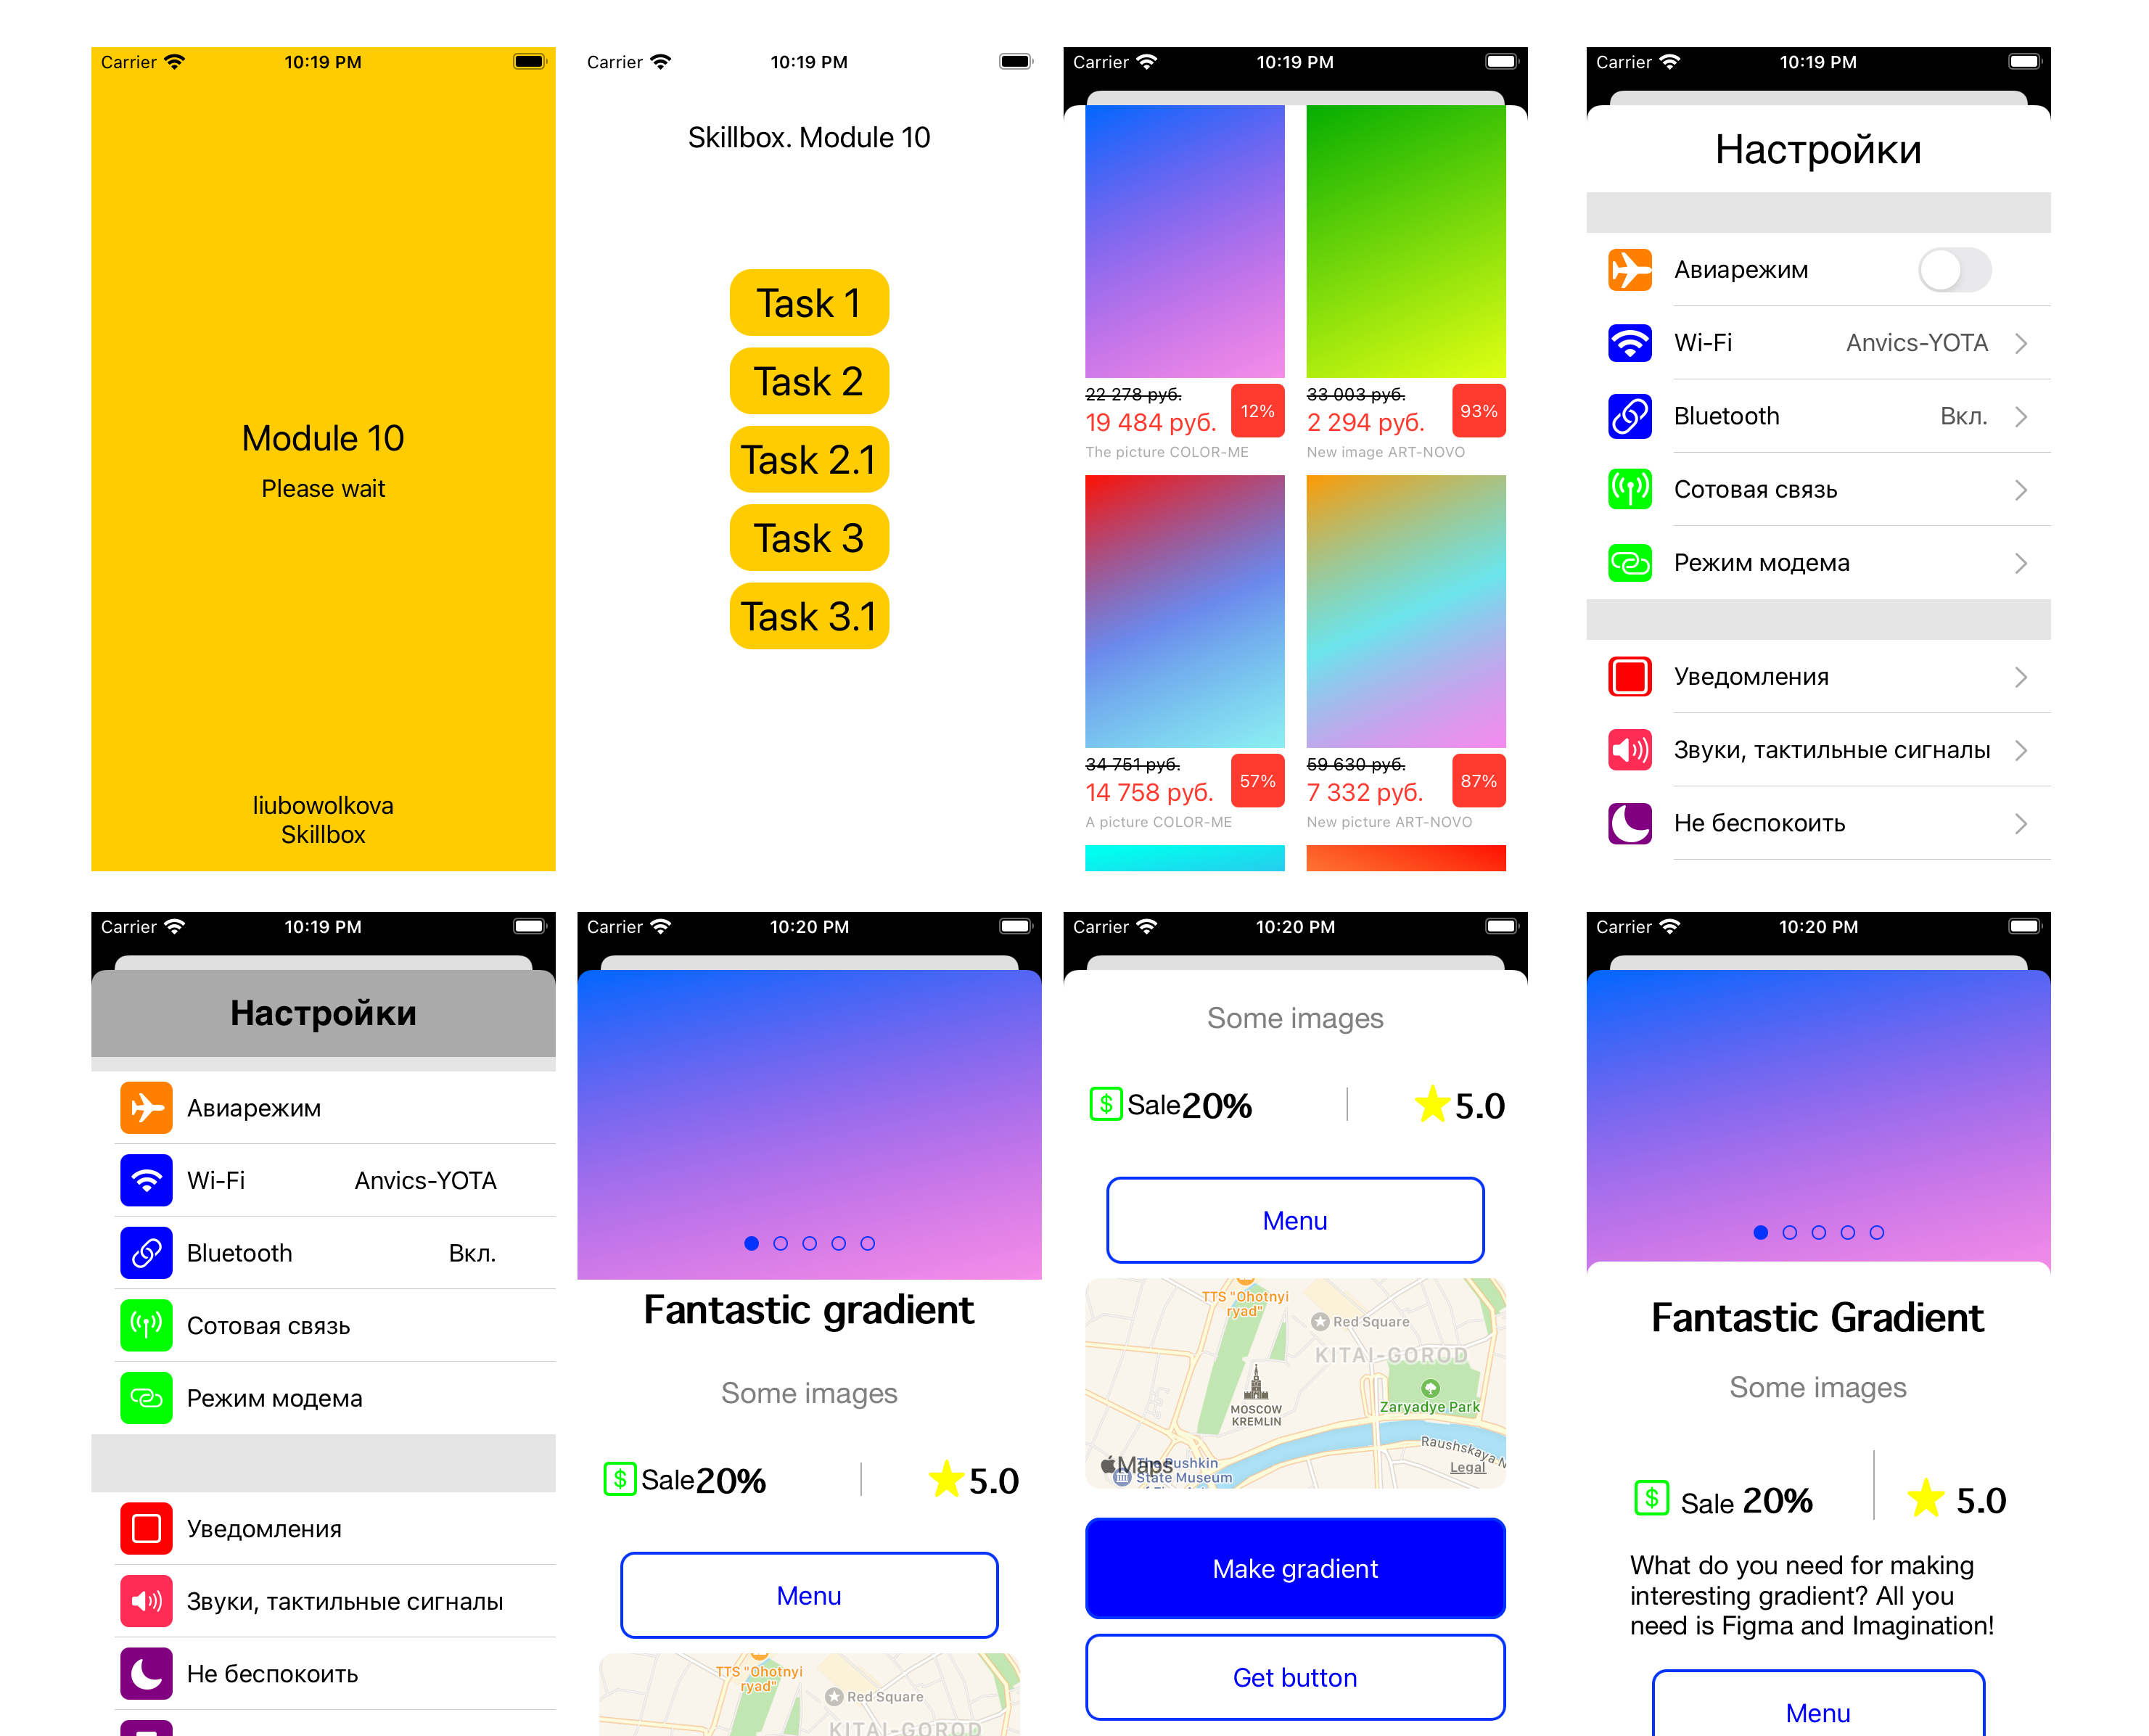 Carrier 10:19 PM
Module 10
Please wait
liubowolkova
Skillbox
Carrier 10:19 PM
Skillbox. Module 10
Task 1
Task 2
Task 2.1
Task 3
Task 3.1
Carrier 10:19 PM
22 278 руб.
19 484 руб.
12%
The picture COLOR-ME
33 003 руб.
2 294 руб.
93%
New image ART-NOVO
34 751 руб.
14 758 руб.
57%
A picture COLOR-ME
59 630 руб.
7 332 руб.
87%
New picture ART-NOVO
Carrier 10:19 PM
Настройки
Авиарежим
Wi-Fi Anvics-YOTA
Bluetooth Вкл.
Сотовая связь
Режим модема
Уведомления
Звуки, тактильные сигналы
Не беспокоить
Carrier 10:19 PM
Настройки
Авиарежим
Wi-Fi Anvics-YOTA
Bluetooth Вкл.
Сотовая связь
Режим модема
Уведомления
Звуки, тактильные сигналы
Не беспокоить
Carrier 10:20 PM
Fantastic gradient
Some images
$ Sale 20% 5.0
Menu
TTS "Ohotnyi
ryad"
Red Square
KITAI-GOROD
Carrier 10:20 PM
Some images
$ Sale 20% 5.0
Menu
TTS "Ohotnyi
ryad"
Red Square
KITAI-GOROD
MOSCOW
KREMLIN
Zaryadye Park
Raushskaya N
Maps
The Pushkin
State Museum
Legal
Make gradient
Get button
Carrier 10:20 PM
Fantastic Gradient
Some images
$ Sale 20% 5.0
What do you need for making
interesting gradient? All you
need is Figma and Imagination!
Menu